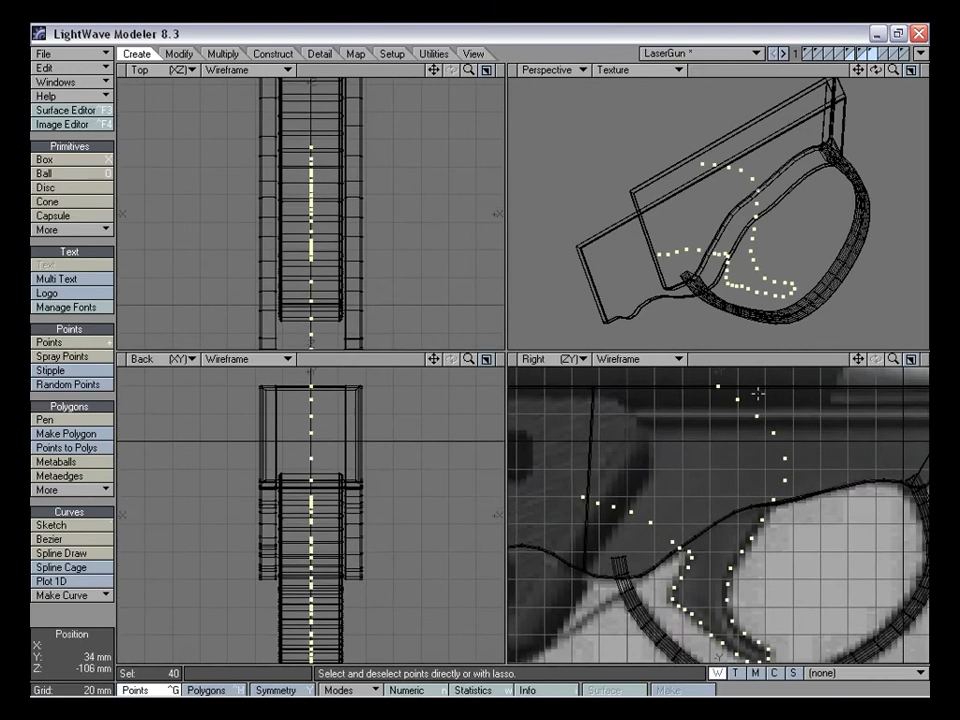 LightWave Modeler 8.3
File
Create Modify Multiply Construct Detail Map Setup Utilities View LaserGun * 1
Edit
Top (XZ) Wireframe Perspective Texture
Windows
Help
Surface Editor ^F3
Image Editor ^F4
Primitives
Box X
Ball O
Disc
Cone
Capsule
More
Text
Text
Multi Text
Logo
Manage Fonts
Points
Points +
Spray Points
Stipple
Random Points
Back (XY) Wireframe Right (ZY) Wireframe
Polygons
Pen
Make Polygon
Points to Polys
Metaballs
Metaedges
More
Curves
Sketch
Bezier
Spline Draw
Spline Cage
Plot 1D
Make Curve
Position
X:
Y: 34 mm
Z: -106 mm
Sel: 40 Select and deselect points directly or with lasso. W T M C S (none)
Grid: 20 mm Points ^G Polygons ^H Symmetry Y Modes Numeric n Statistics w Info i Surface q Make